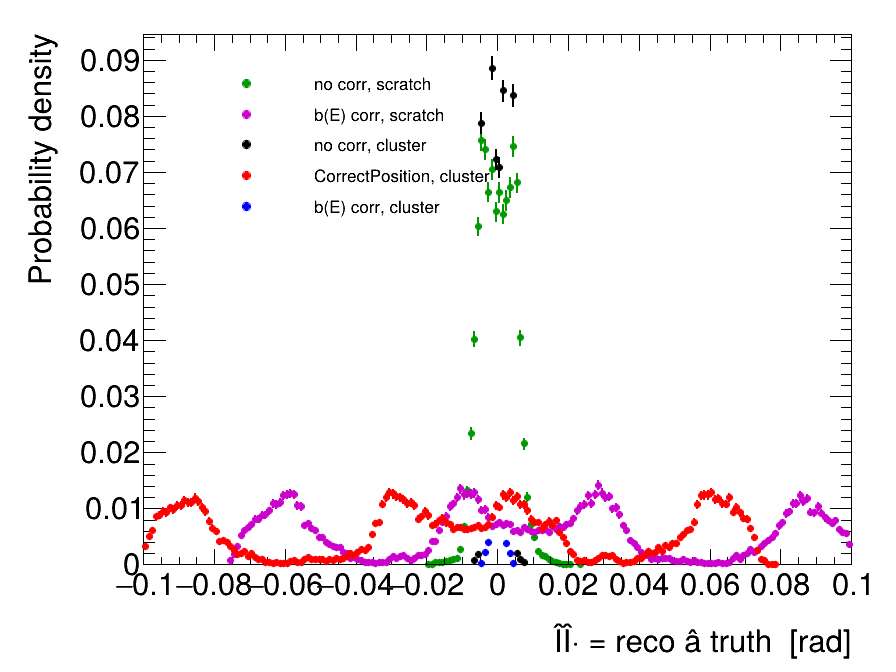 Probability density
0.09
0.08
0.07
0.06
0.05
0.04
0.03
0.02
0.01
0
no corr, scratch
b(E) corr, scratch
no corr, cluster
CorrectPosition, cluster
b(E) corr, cluster
−0.1 −0.08 −0.06 −0.04 −0.02 0 0.02 0.04 0.06 0.08 0.1
ÎÎ· = reco â truth [rad]